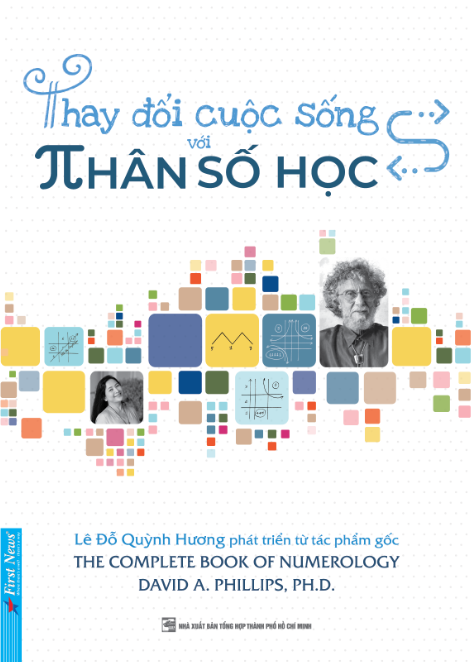 Thay đổi cuộc sống
với
THÂN SỐ HỌC
Lê Đỗ Quỳnh Hương phát triển từ tác phẩm gốc
THE COMPLETE BOOK OF NUMEROLOGY
DAVID A. PHILLIPS, PH.D.
NHÀ XUẤT BẢN TỔNG HỢP THÀNH PHỐ HỒ CHÍ MINH
First News